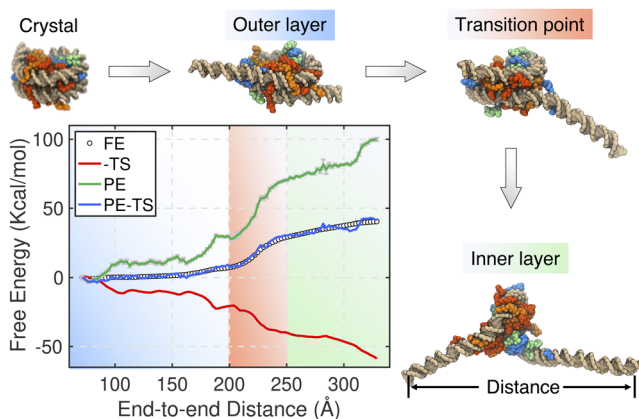 Crystal
Outer layer
Transition point
100
50
0
-50
Free Energy (Kcal/mol)
FE
-TS
PE
PE-TS
100
150
200
250
300
End-to-end Distance (Å)
Inner layer
Distance